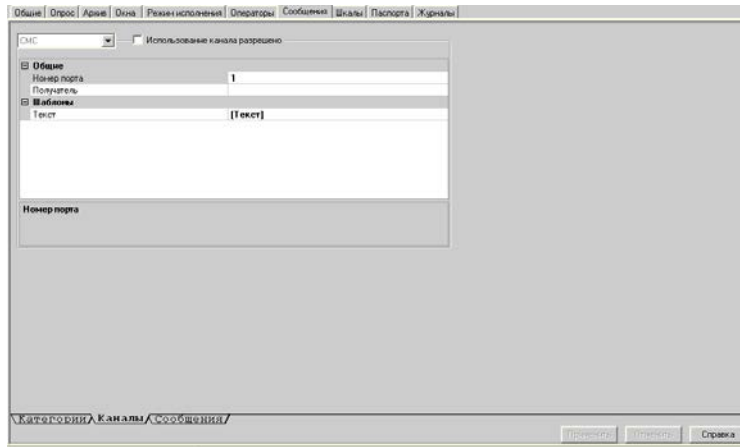 Общие Опрос Архив Окна Режим исполнения Операторы Сообщения Шкалы Паспорта Журналы
СМС Использование канала разрешено
Общие
Номер порта 1
Получатель
Шаблоны
Текст [Текст]
Номер порта
Категории Каналы Сообщения
Применить Отменить Справка